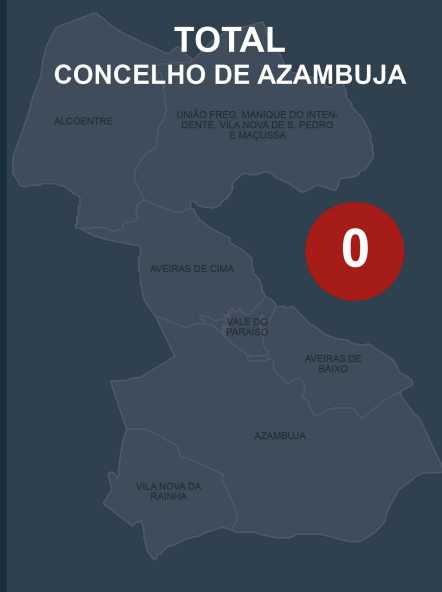 TOTAL
CONCELHO DE AZAMBUJA
ALCOENTRE
UNIÃO FREG. MANIQUE DO INTEN-
DENTE, VILA NOVA DE S. PEDRO
E MAÇUSSA
0
AVEIRAS DE CIMA
VALE DO
PARAÍSO
AVEIRAS DE
BAIXO
AZAMBUJA
VILA NOVA DA
RAINHA